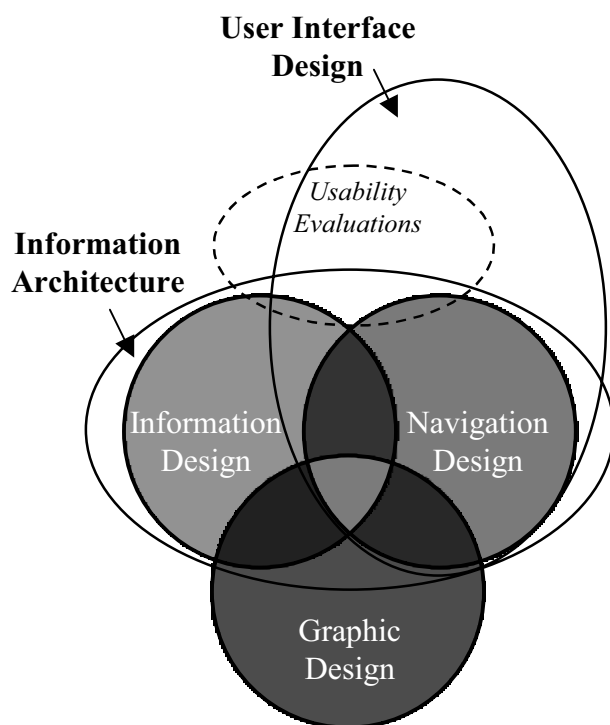 User Interface
Design
Usability
Evaluations
Information
Architecture
Information
Design
Navigation
Design
Graphic
Design